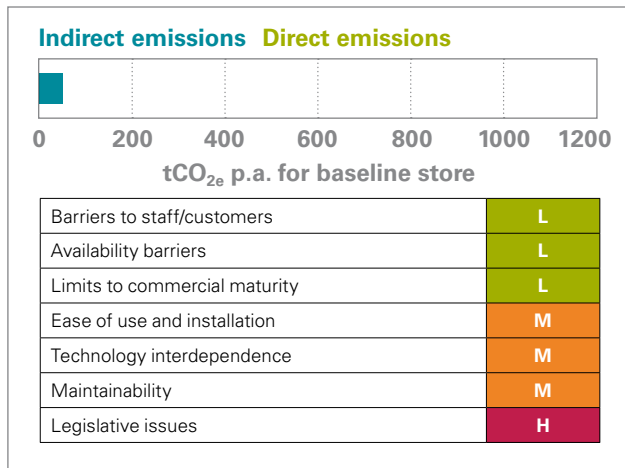 Indirect emissions Direct emissions
0 200 400 600 800 1000 1200
tCO2e p.a. for baseline store
Barriers to staff/customers L
Availability barriers L
Limits to commercial maturity L
Ease of use and installation M
Technology interdependence M
Maintainability M
Legislative issues H